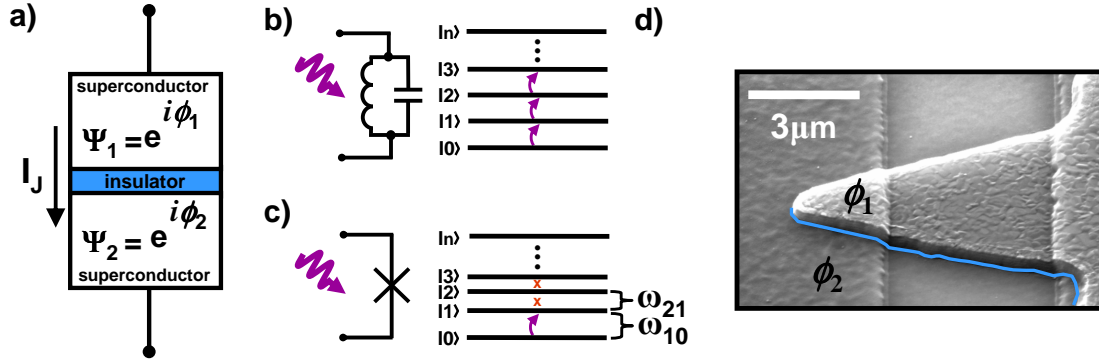 a)
superconductor
Ψ₁ = e^{iϕ₁}
I_J
insulator
Ψ₂ = e^{iϕ₂}
superconductor
b)
|n⟩
|3⟩
|2⟩
|1⟩
|0⟩
c)
|n⟩
|3⟩
x
|2⟩
x
ω₂₁
|1⟩
ω₁₀
|0⟩
d)
3μm
ϕ₁
ϕ₂